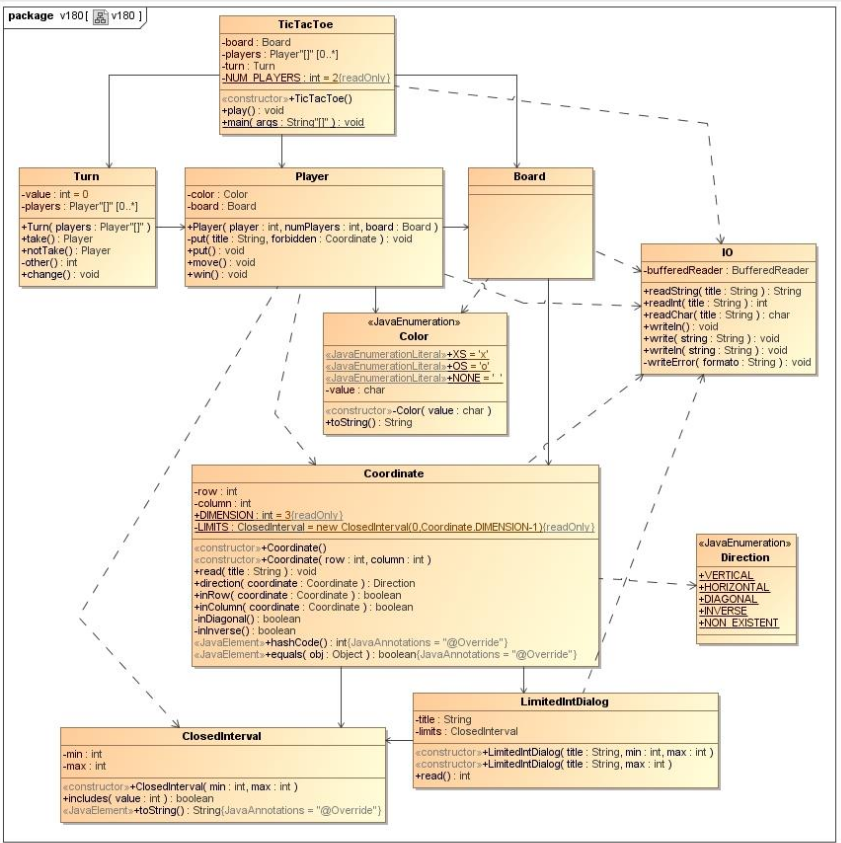 package v180[ v180 ]
TicTacToe
-board : Board
-players : Player"[]" [0..*]
-turn : Turn
-NUM_PLAYERS : int = 2{readOnly}
«constructor»+TicTacToe()
+play() : void
+main( args : String"[]" ) : void
Turn
-value : int = 0
-players : Player"[]" [0..*]
+Turn( players : Player"[]" )
+take() : Player
+notTake() : Player
-other() : int
+change() : void
Player
-color : Color
-board : Board
+Player( player : int, numPlayers : int, board : Board )
-put( title : String, forbidden : Coordinate ) : void
+put() : void
+move() : void
+win() : void
Board
IO
-bufferedReader : BufferedReader
+readString( title : String ) : String
+readInt( title : String ) : int
+readChar( title : String ) : char
+writeln() : void
+write( string : String ) : void
+writeln( string : String ) : void
-writeError( formato : String ) : void
«JavaEnumeration»
Color
«JavaEnumerationLiteral»+XS = 'x'
«JavaEnumerationLiteral»+OS = 'o'
«JavaEnumerationLiteral»+NONE = ' '
-value : char
«constructor»-Color( value : char )
+toString() : String
Coordinate
-row : int
-column : int
+DIMENSION : int = 3{readOnly}
-LIMITS : ClosedInterval = new ClosedInterval(0,Coordinate.DIMENSION-1){readOnly}
«constructor»+Coordinate()
«constructor»+Coordinate( row : int, column : int )
+read( title : String ) : void
+direction( coordinate : Coordinate ) : Direction
+inRow( coordinate : Coordinate ) : boolean
+inColumn( coordinate : Coordinate ) : boolean
-inDiagonal() : boolean
-inInverse() : boolean
«JavaElement»+hashCode() : int{JavaAnnotations = "@Override"}
«JavaElement»+equals( obj : Object ) : boolean{JavaAnnotations = "@Override"}
«JavaEnumeration»
Direction
+VERTICAL
+HORIZONTAL
+DIAGONAL
+INVERSE
+NON_EXISTENT
LimitedIntDialog
-title : String
-limits : ClosedInterval
«constructor»+LimitedIntDialog( title : String, min : int, max : int )
«constructor»+LimitedIntDialog( title : String, max : int )
+read() : int
ClosedInterval
-min : int
-max : int
«constructor»+ClosedInterval( min : int, max : int )
+includes( value : int ) : boolean
«JavaElement»+toString() : String{JavaAnnotations = "@Override"}